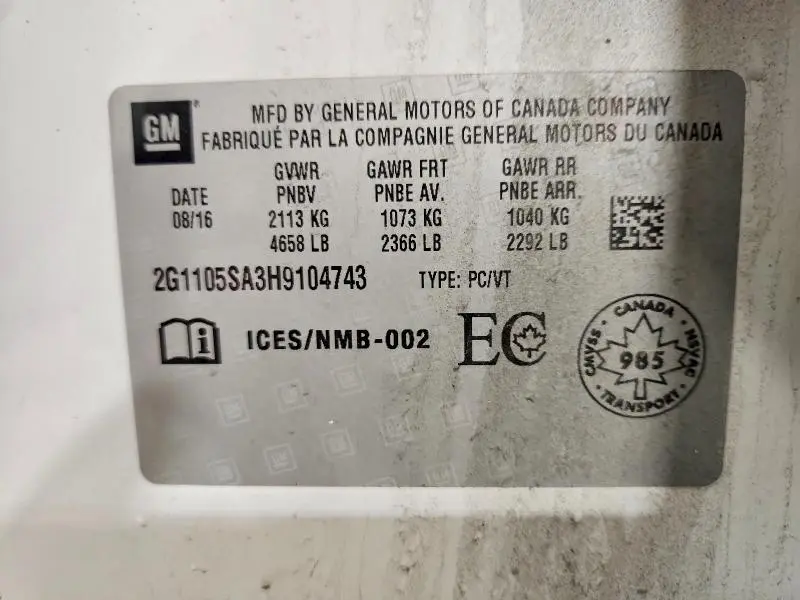 GM
MFD BY GENERAL MOTORS OF CANADA COMPANY
FABRIQUÉ PAR LA COMPAGNIE GENERAL MOTORS DU CANADA
GVWR GAWR FRT GAWR RR
DATE PNBV PNBE AV. PNBE ARR.
08/16 2113 KG 1073 KG 1040 KG
4658 LB 2366 LB 2292 LB
2G1105SA3H9104743 TYPE: PC/VT
i ICES/NMB-002 EC
CANADA
CMVSS 985 NSVAC
TRANSPORT